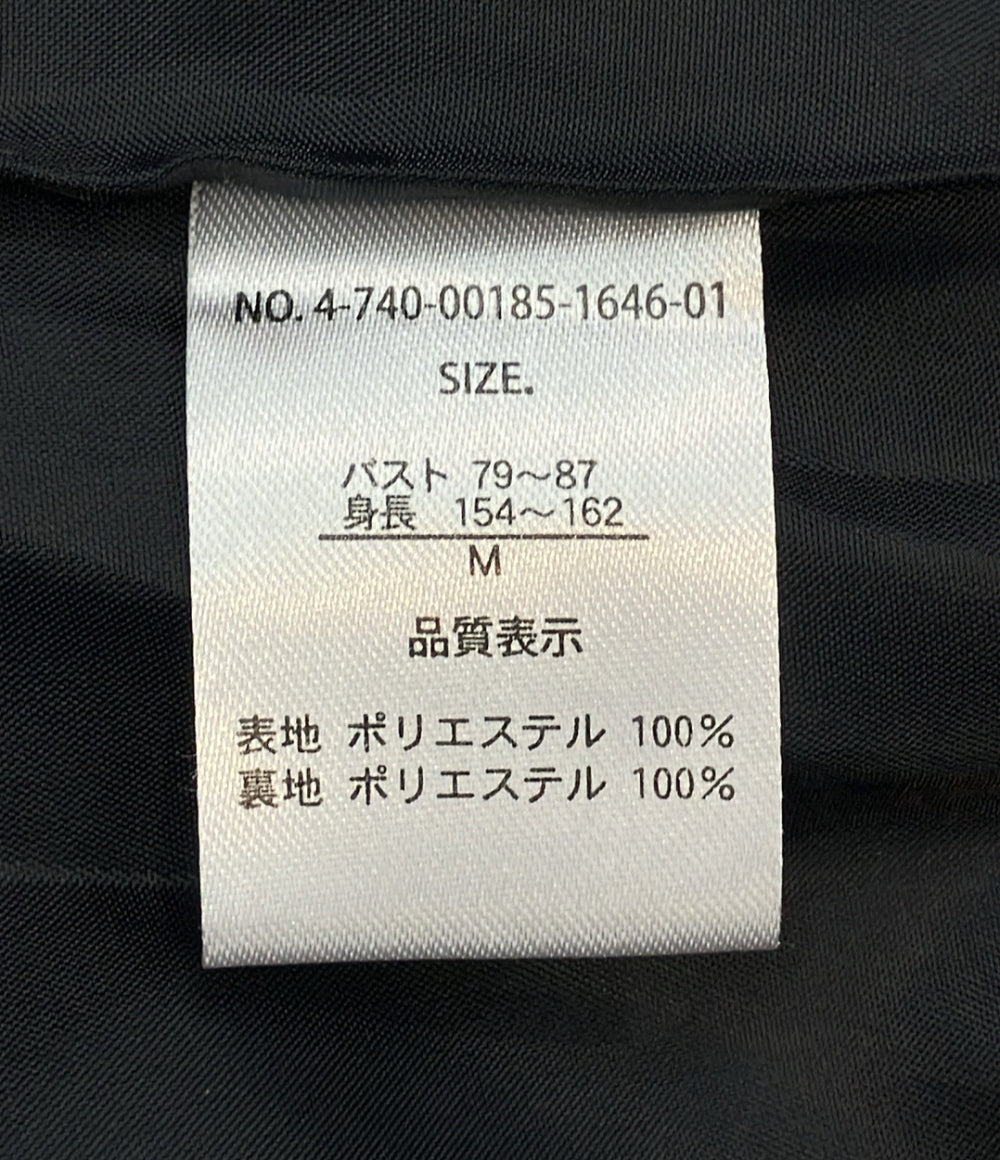 NO. 4-740-00185-1646-01
SIZE.
バスト 79～87
身長 154～162
M
品質表示
表地 ポリエステル 100%
裏地 ポリエステル 100%